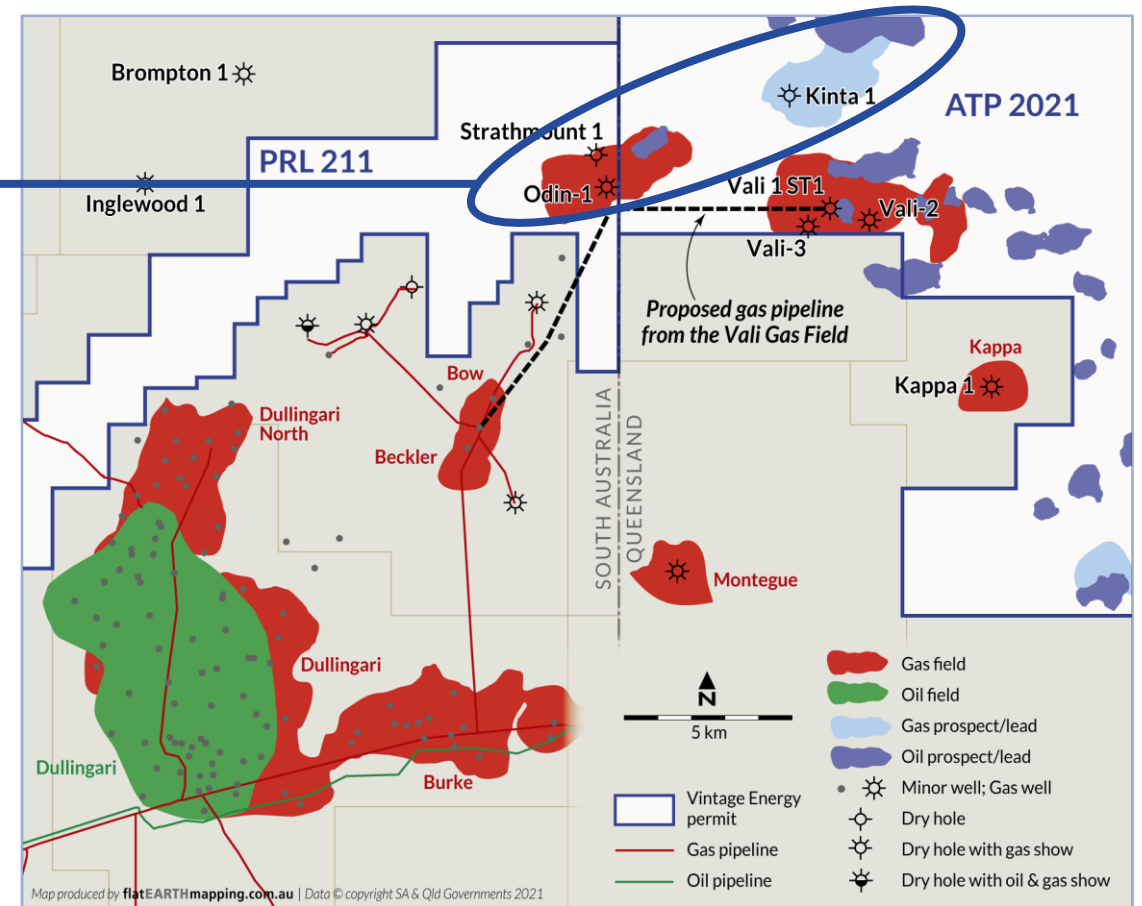 Brompton 1
Kinta 1
ATP 2021
Strathmount 1
PRL 211
Inglewood 1
Odin-1
Vali 1 ST1
Vali-2
Vali-3
Proposed gas pipeline
from the Vali Gas Field
Kappa
Kappa 1
Bow
Beckler
Dullingari
North
SOUTH AUSTRALIA
QUEENSLAND
Montegue
Dullingari
Dullingari
Burke
N
5 km
Gas field
Oil field
Gas prospect/lead
Oil prospect/lead
Minor well; Gas well
Dry hole
Dry hole with gas show
Dry hole with oil & gas show
Vintage Energy
permit
Gas pipeline
Oil pipeline
Map produced by flatEARTHmapping.com.au | Data © copyright SA & Qld Governments 2021